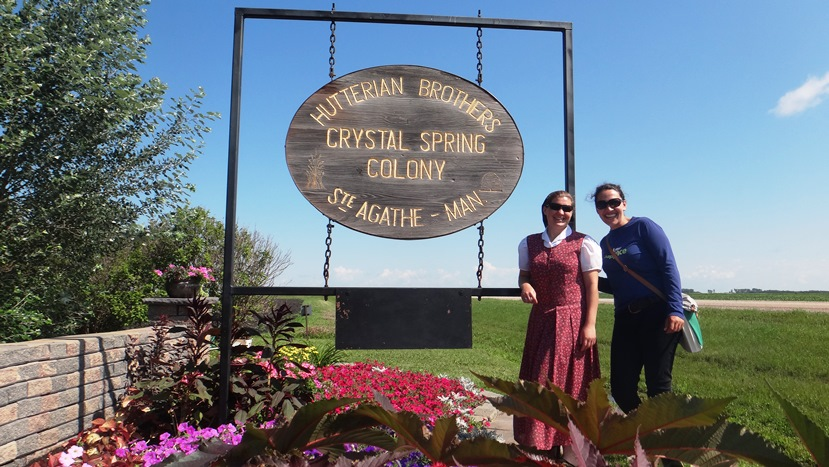 HUTTERIAN BROTHERS
CRYSTAL SPRING
COLONY
STE AGATHE - MAN